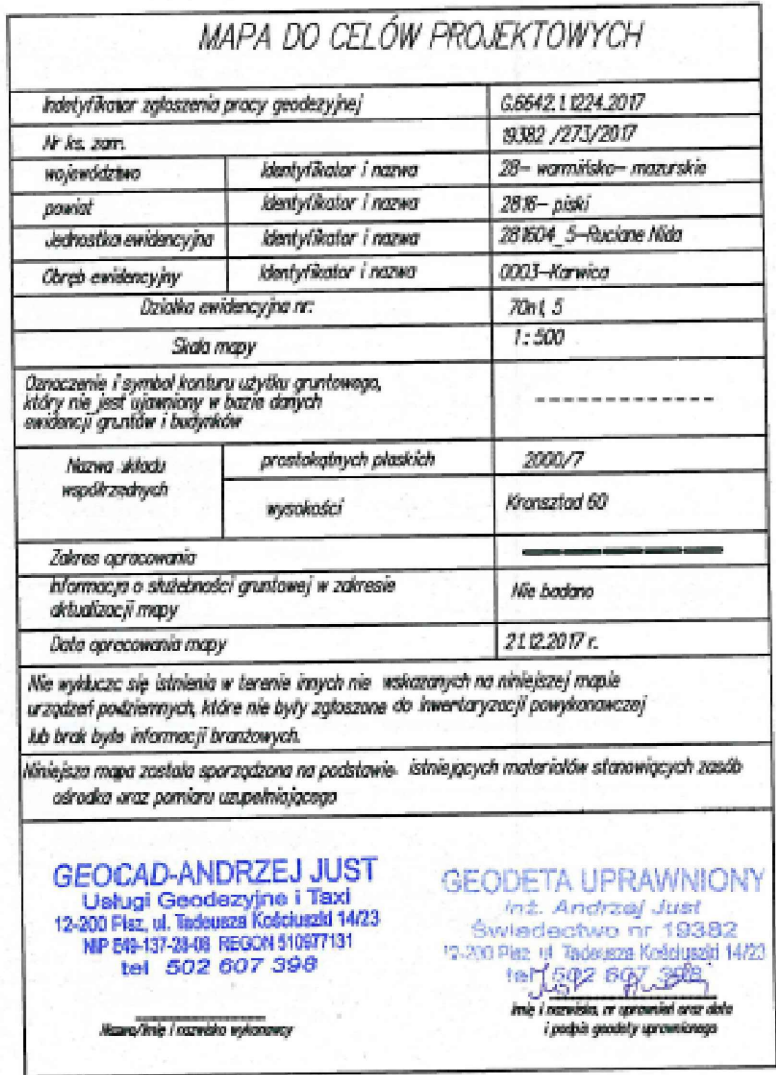 MAPA DO CELÓW PROJEKTOWYCH
Indetyfikator zgłoszenia pracy geodezyjnej G.6642.1.1224.2017
Nr ks. zam. 19382 /273/2017
województwo Identyfikator i nazwa 28- warmińsko- mazurskie
powiat Identyfikator i nazwa 2816- piski
Jednostka ewidencyjna Identyfikator i nazwa 281604_5-Ruciane Nida
Obręb ewidencyjny Identyfikator i nazwa 0003-Karwica
Działka ewidencyjna nr: 5
Skala mapy 1:500
Oznaczenie i symbol konturu użytku gruntowego,
który nie jest ujawniony w bazie danych
ewidencji gruntów i budynków
Nazwa układu
współrzędnych
prostokątnych płaskich 2000/7
wysokości Kronsztad 60
Zakres opracowania
Informacja o służebności gruntowej w zakresie
aktualizacji mapy
Nie badano
Data opracowania mapy 21.12.2017 r.
Nie wyklucza się istnienia w terenie innych nie wskazanych na niniejszej mapie
urządzeń podziemnych, które nie były zgłoszone do inwentaryzacji powykonawczej
lub brak było informacji branżowych.
Niniejsza mapa została sporządzona na podstawie istniejących materiałów stanowiących zasób
ośrodka oraz pomiaru uzupełniającego
GEOCAD-ANDRZEJ JUST
Usługi Geodezyjne i Taxi
12-200 Pisz, ul. Tadeusza Kościuszki 14/23
NIP 849-137-28-08 REGON 510977131
tel 502 607 398
Nazwa/Imię i nazwisko wykonawcy
GEODETA UPRAWNIONY
inż. Andrzej Just
Świadectwo nr 19382
12-200 Pisz ul. Tadeusza Kościuszki 14/23
tel 502 607 398
Imię i nazwisko, nr uprawnień oraz data
i podpis geodety uprawnionego